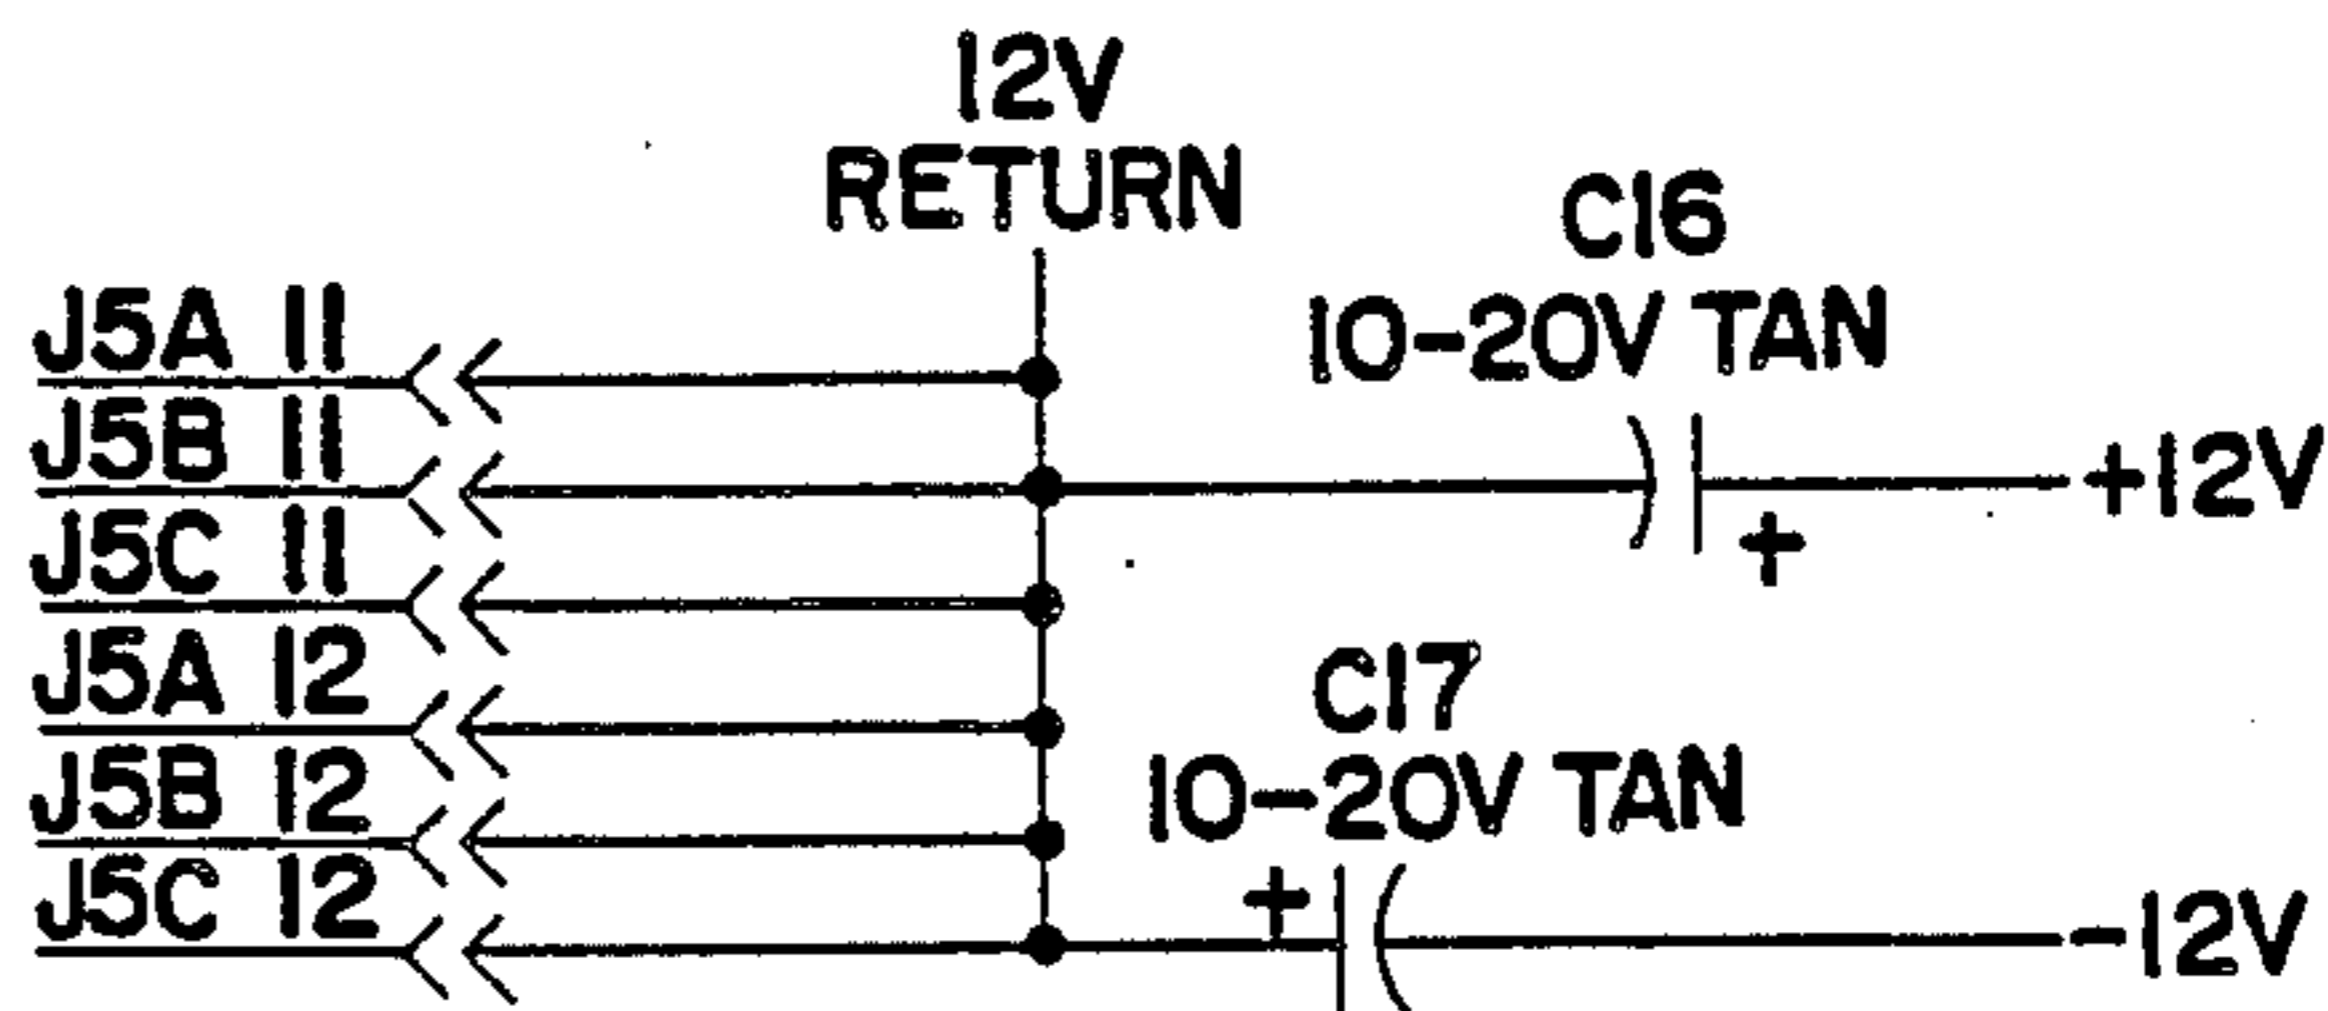 12V
RETURN
C16
10-20V TAN
J5A 11
J5B 11
+12V
+
J5C 11
J5A 12
C17
10-20V TAN
J5B 12
J5C 12
+
-12V